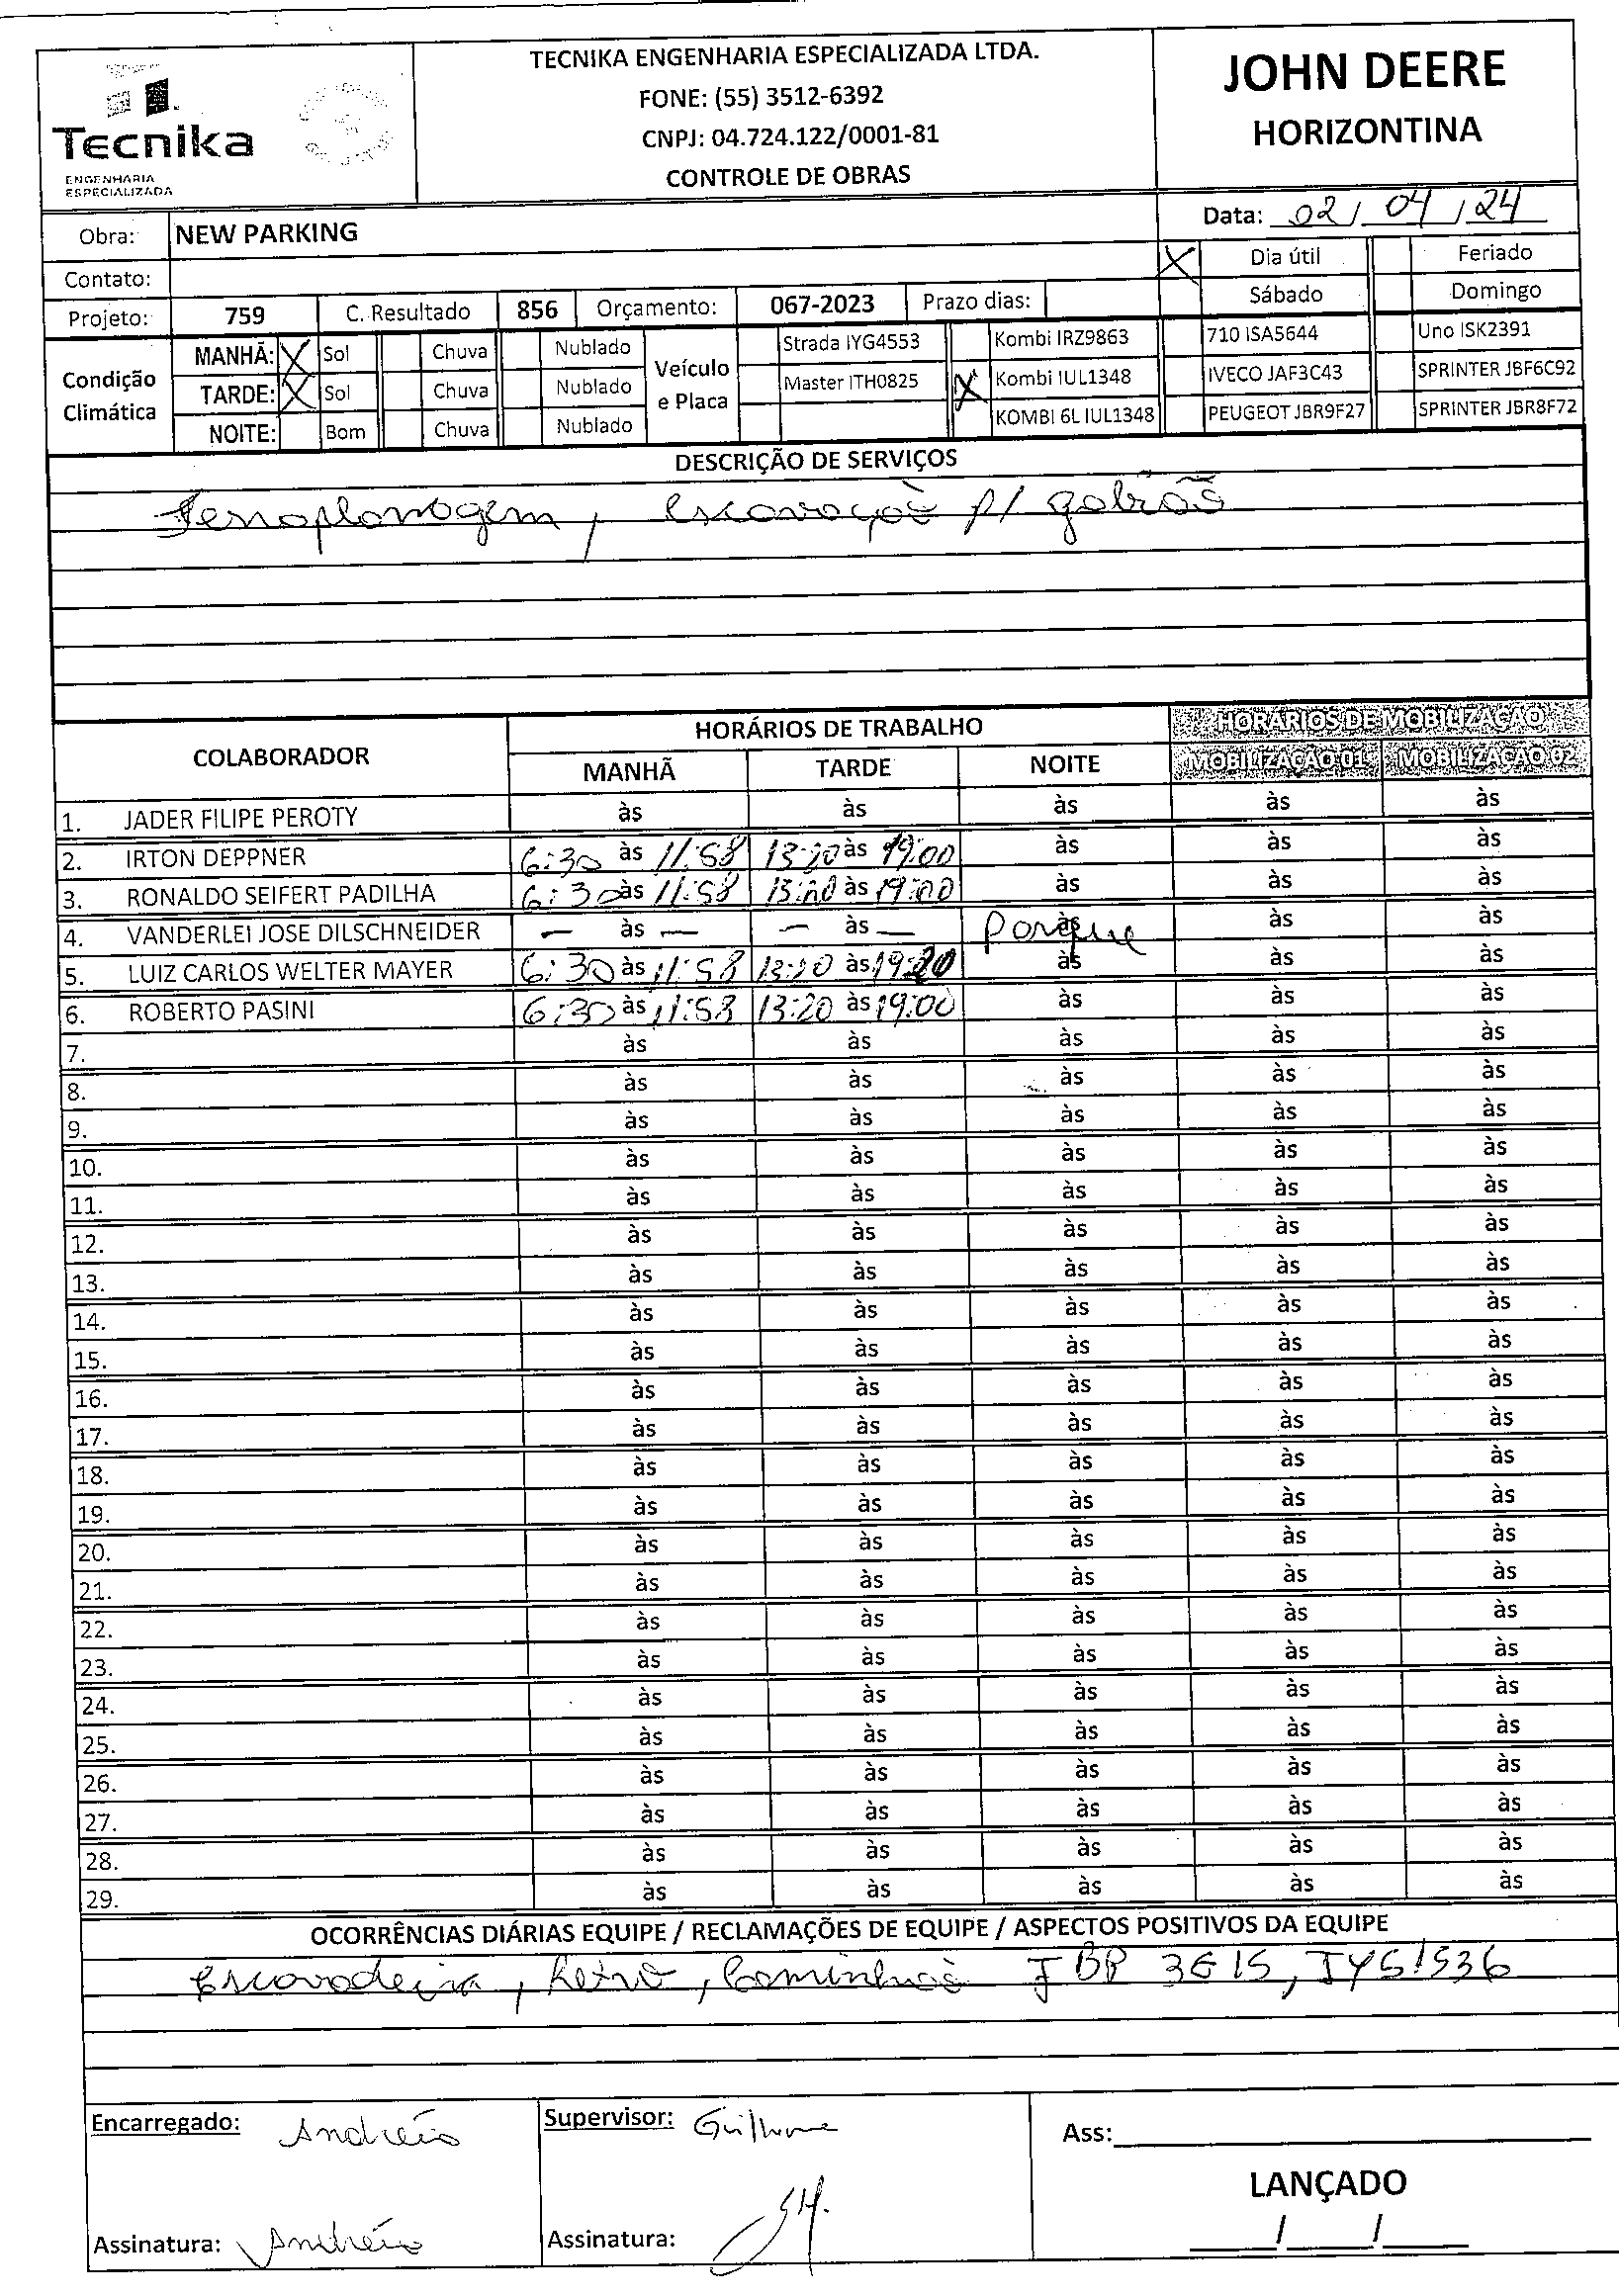 TECNIKA ENGENHARIA ESPECIALIZADA LTDA.
FONE: (55) 3512-6392
CNPJ: 04.724.122/0001-81
CONTROLE DE OBRAS
Tecnika
ENGENHARIA
ESPECIALIZADA
JOHN DEERE
HORIZONTINA
Data: 02 / 04 / 24
Obra: NEW PARKING
Contato:
X Dia útil Feriado
Sábado Domingo
Projeto: 759 C. Resultado 856 Orçamento: 067-2023 Prazo dias:
Condição Climática
MANHÃ: X Sol Chuva Nublado
TARDE: X Sol Chuva Nublado
NOITE: Bom Chuva Nublado
Veículo e Placa
Strada IYG4553 Kombi IRZ9863 710 ISA5644 Uno ISK2391
Master ITH0825 X Kombi IUL1348 IVECO JAF3C43 SPRINTER JBF6C92
KOMBI 6L IUL1348 PEUGEOT JBR9F27 SPRINTER JBR8F72
DESCRIÇÃO DE SERVIÇOS
Terraplanagem, escavação p/ gabião
COLABORADOR HORÁRIOS DE TRABALHO HORÁRIOS DE MOBILIZAÇÃO
MANHÃ TARDE NOITE MOBILIZAÇÃO 01 MOBILIZAÇÃO 02
1. JADER FILIPE PEROTY às às às às às
2. IRTON DEPPNER 6:30 às 11:58 13:20 às 19:00 às às às
3. RONALDO SEIFERT PADILHA 6:30 às 11:58 13:20 às 19:00 às às às
4. VANDERLEI JOSE DILSCHNEIDER — às — — às — Parque às às às
5. LUIZ CARLOS WELTER MAYER 6:30 às 11:58 13:20 às 19:20 às às às
6. ROBERTO PASINI 6:30 às 11:58 13:20 às 19:00 às às às
7. às às às às às
8. às às às às às
9. às às às às às
10. às às às às às
11. às às às às às
12. às às às às às
13. às às às às às
14. às às às às às
15. às às às às às
16. às às às às às
17. às às às às às
18. às às às às às
19. às às às às às
20. às às às às às
21. às às às às às
22. às às às às às
23. às às às às às
24. às às às às às
25. às às às às às
26. às às às às às
27. às às às às às
28. às às às às às
29. às às às às às
OCORRÊNCIAS DIÁRIAS EQUIPE / RECLAMAÇÕES DE EQUIPE / ASPECTOS POSITIVOS DA EQUIPE
Escavadeira, Retro, Caminhão JBP 3G15, IYS1536
Encarregado: Andréio
Supervisor: Guilherme
Ass:
LANÇADO
/ /
Assinatura: Andréio
Assinatura: